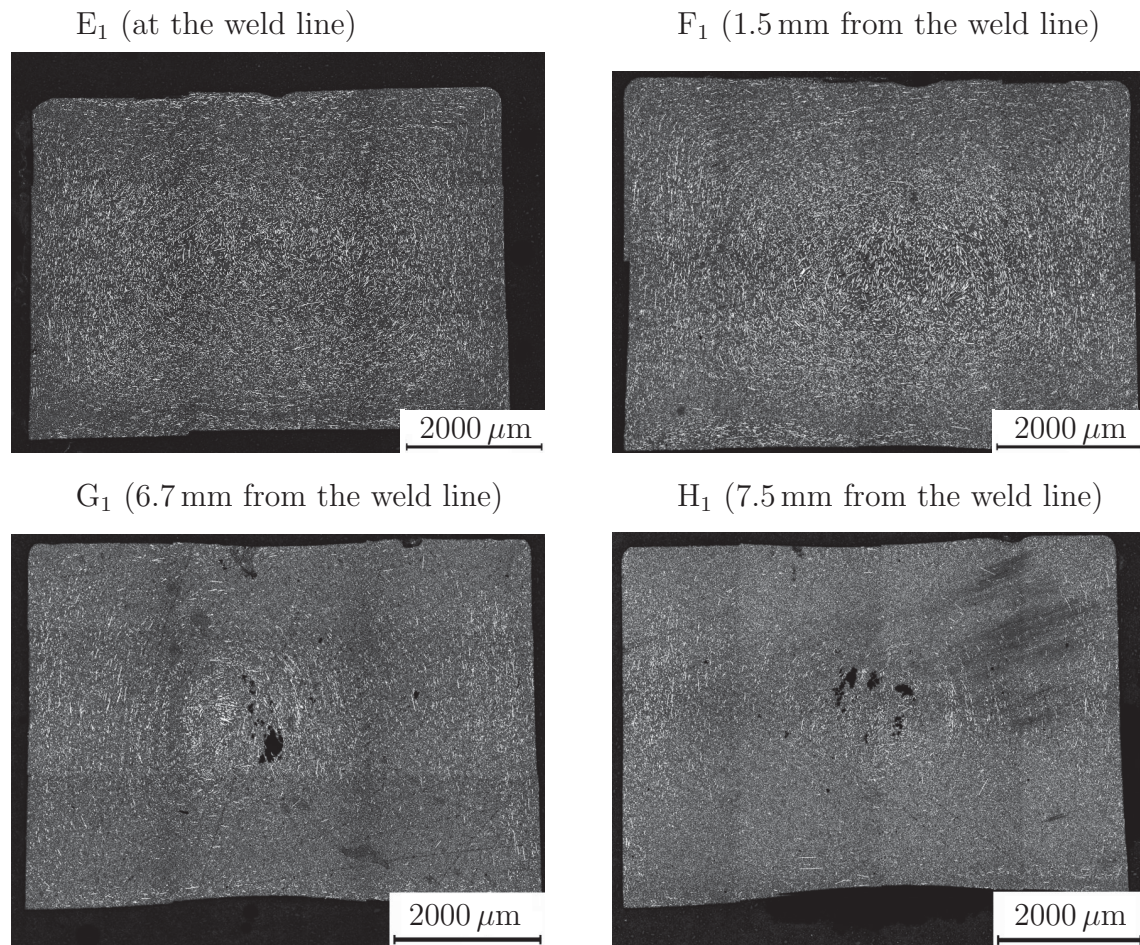 E₁ (at the weld line)
F₁ (1.5 mm from the weld line)
2000 μm
2000 μm
G₁ (6.7 mm from the weld line)
H₁ (7.5 mm from the weld line)
2000 μm
2000 μm